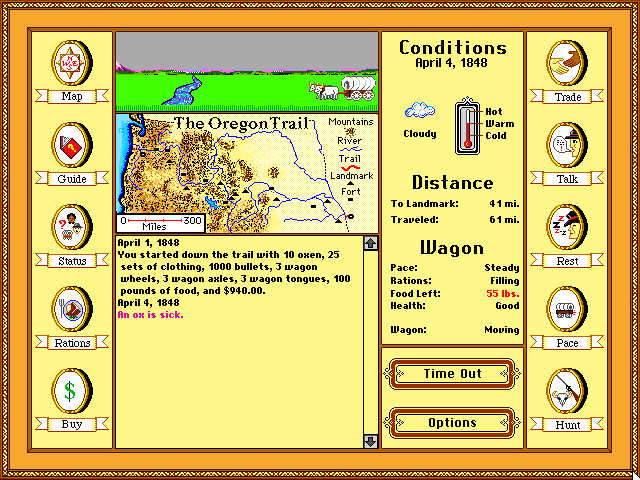 Map
Guide
Status
Rations
Buy
The Oregon Trail
Mountains
River
Trail
Landmark
Fort
0 300
Miles
April 1, 1848
You started down the trail with 10 oxen, 25
sets of clothing, 1000 bullets, 3 wagon
wheels, 3 wagon axles, 3 wagon tongues, 100
pounds of food, and $940.00.
April 4, 1848
An ox is sick.
Conditions
April 4, 1848
Cloudy
Hot
Warm
Cold
Distance
To Landmark: 41 mi.
Traveled: 61 mi.
Wagon
Pace: Steady
Rations: Filling
Food Left: 55 lbs.
Health: Good
Wagon: Moving
Time Out
Options
Trade
Talk
Rest
Pace
Hunt